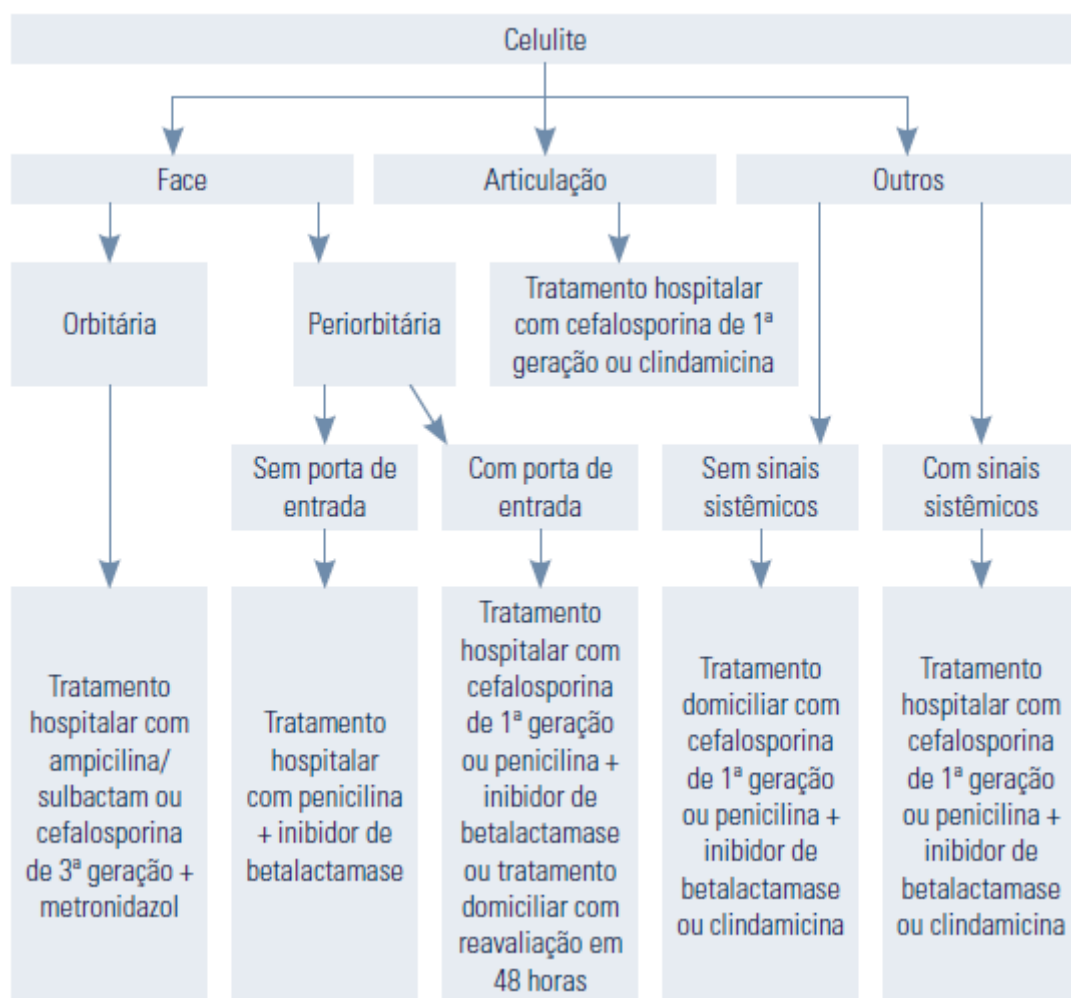 Celulite
Face
Articulação
Outros
Orbitária
Periorbitária
Tratamento hospitalar
com cefalosporina de 1ª
geração ou clindamicina
Sem porta de
entrada
Com porta de
entrada
Sem sinais
sistêmicos
Com sinais
sistêmicos
Tratamento
hospitalar com
ampicilina/
sulbactam ou
cefalosporina
de 3ª geração +
metronidazol
Tratamento
hospitalar
com penicilina
+ inibidor de
betalactamase
Tratamento
hospitalar com
cefalosporina
de 1ª geração
ou penicilina +
inibidor de
betalactamase
ou tratamento
domiciliar com
reavaliação em
48 horas
Tratamento
domiciliar com
cefalosporina
de 1ª geração
ou penicilina +
inibidor de
betalactamase
ou clindamicina
Tratamento
hospitalar com
cefalosporina
de 1ª geração
ou penicilina +
inibidor de
betalactamase
ou clindamicina